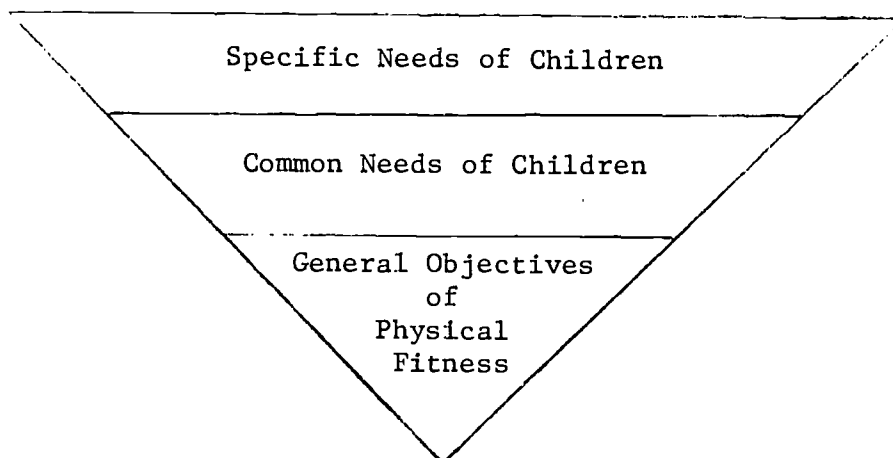 Specific Needs of Children
Common Needs of Children
General Objectives
of
Physical
Fitness